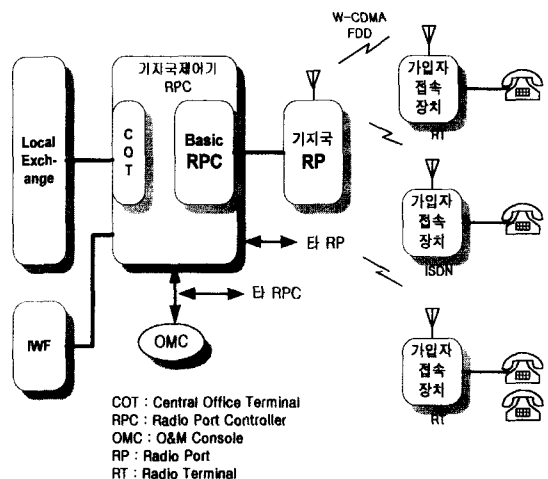 W-CDMA
FDD
기지국제어기
RPC
C
O
T
Basic
RPC
기지국
RP
Local
Exch-
ange
IWF
타 RP
타 RPC
OMC
가입자
접속
장치
RT
가입자
접속
장치
ISDN
가입자
접속
장치
RT
COT : Central Office Terminal
RPC : Radio Port Controller
OMC : O&M Console
RP : Radio Port
RT : Radio Terminal